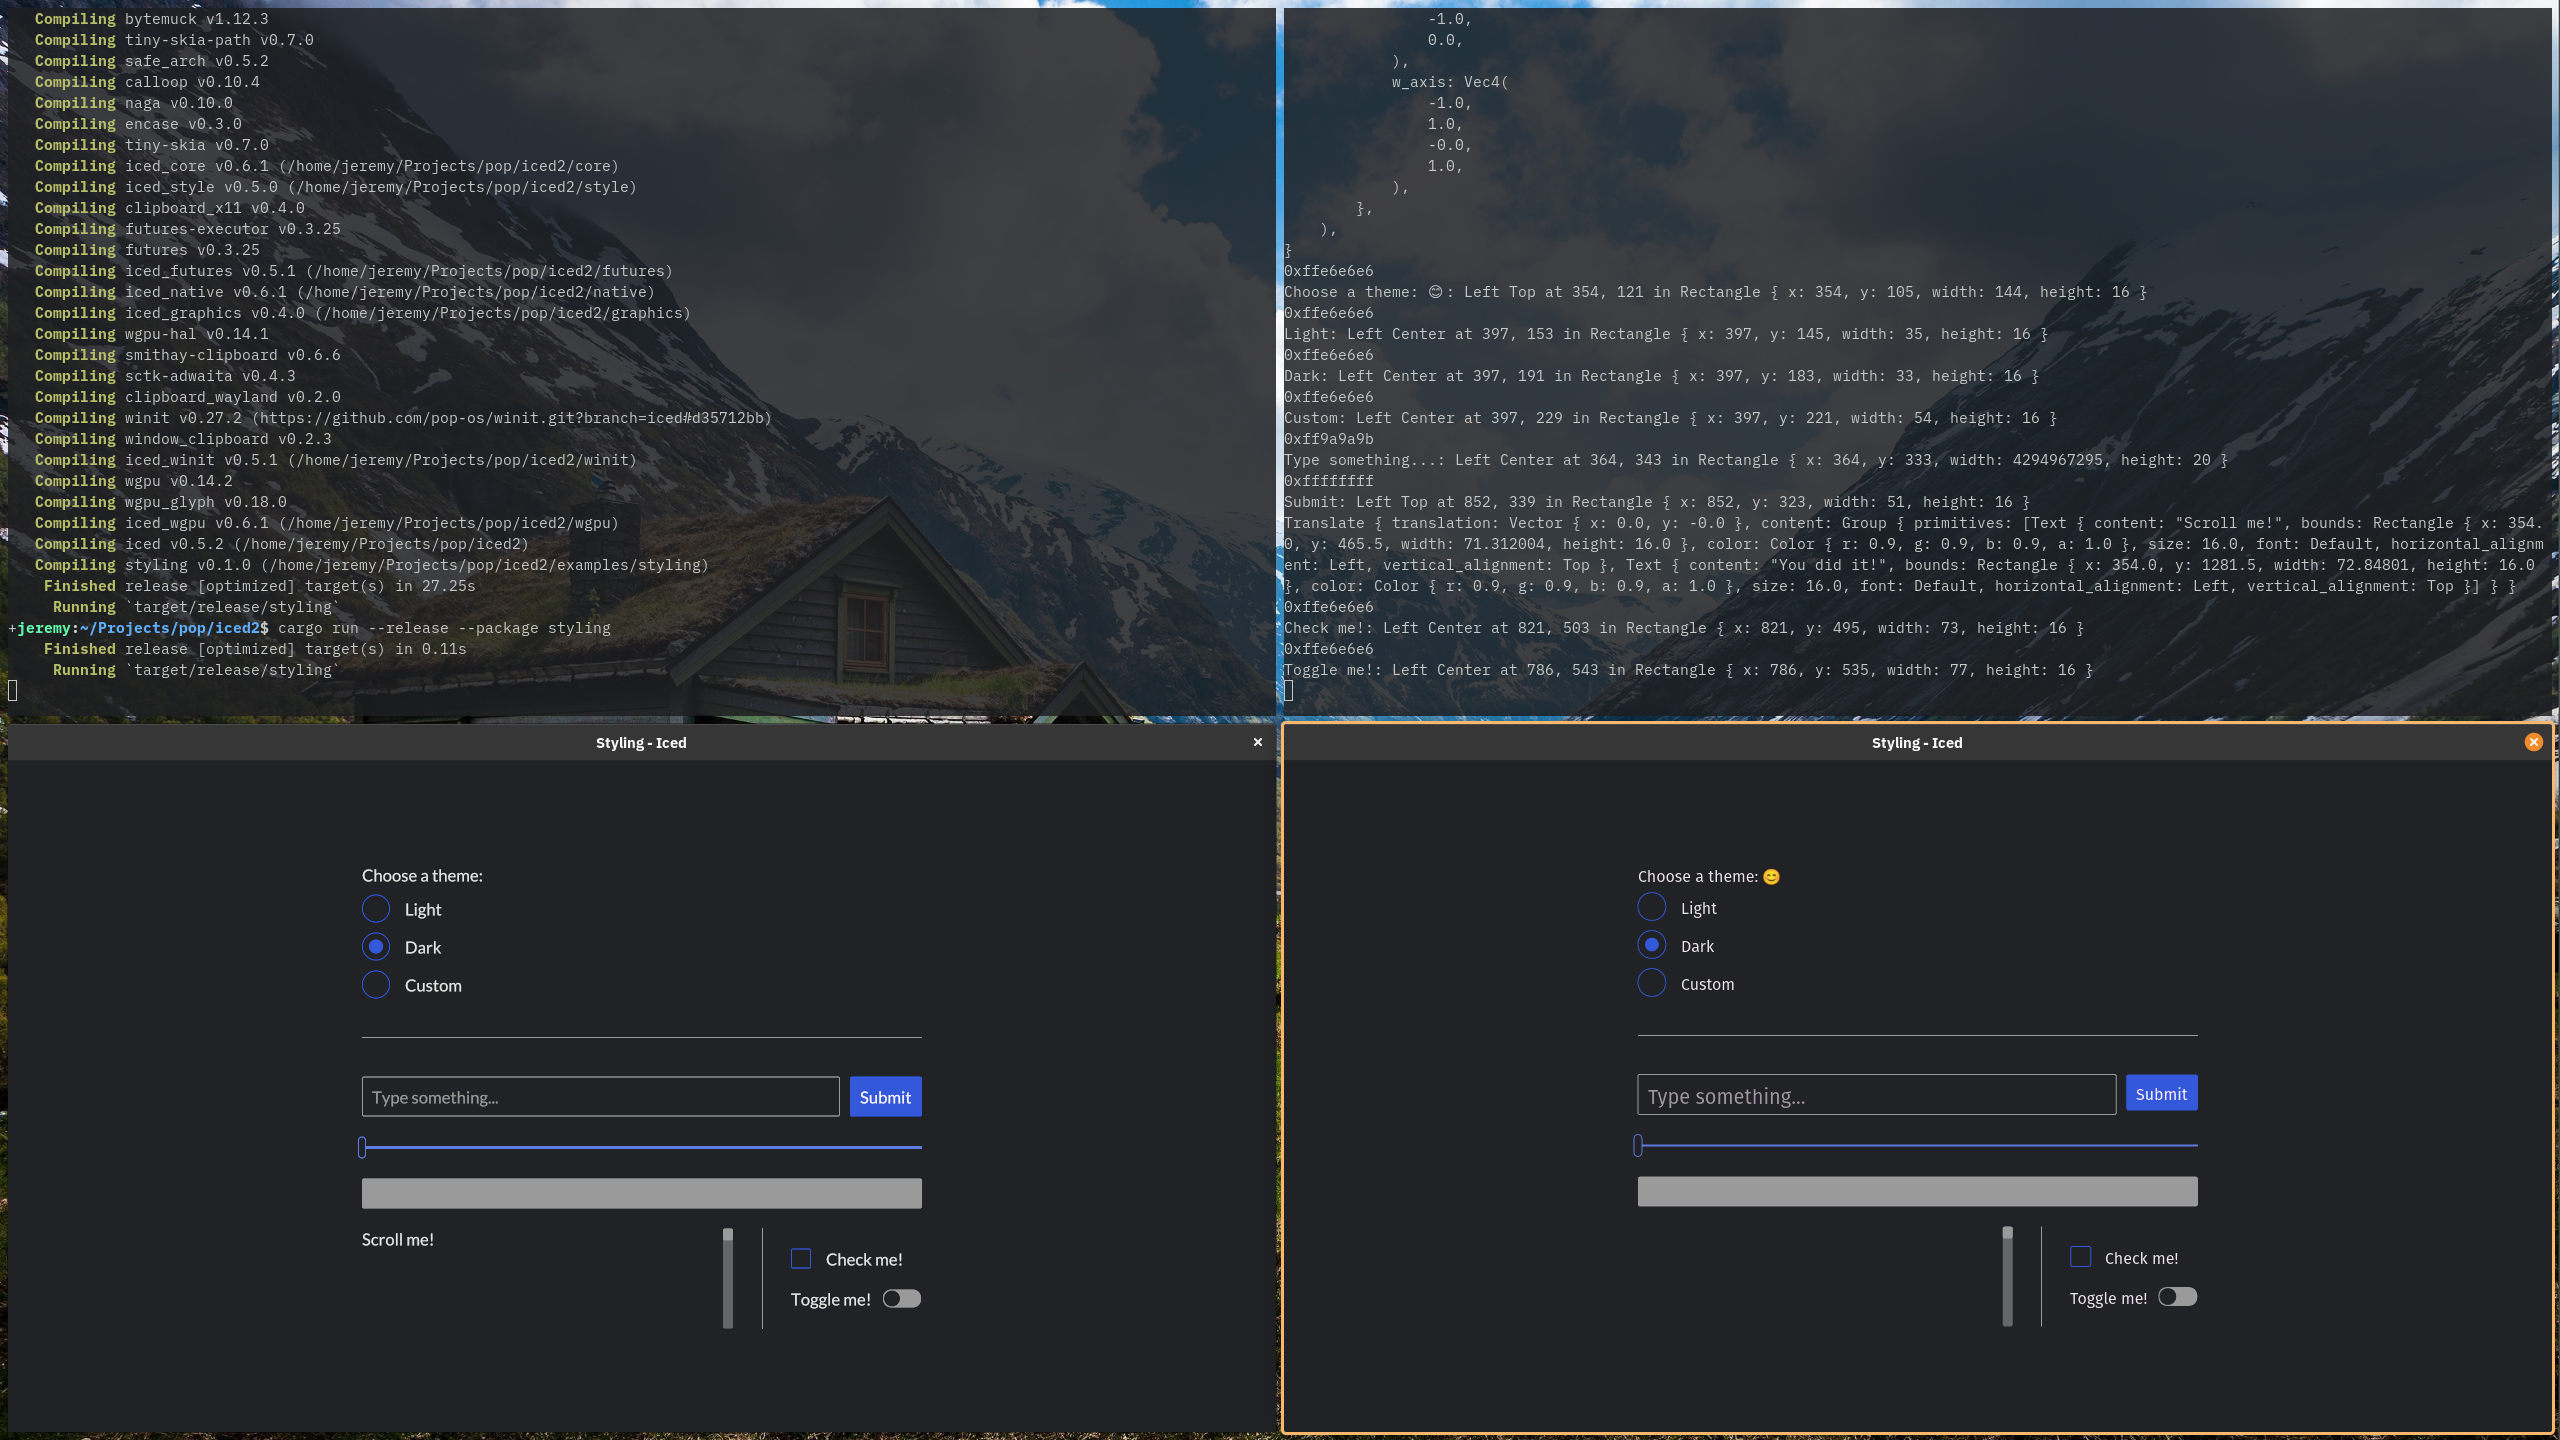 Compiling bytemuck v1.12.3
Compiling tiny-skia-path v0.7.0
Compiling safe_arch v0.5.2
Compiling calloop v0.10.4
Compiling naga v0.10.0
Compiling encase v0.3.0
Compiling tiny-skia v0.7.0
Compiling iced_core v0.6.1 (/home/jeremy/Projects/pop/iced2/core)
Compiling iced_style v0.5.0 (/home/jeremy/Projects/pop/iced2/style)
Compiling clipboard_x11 v0.4.0
Compiling futures-executor v0.3.25
Compiling futures v0.3.25
Compiling iced_futures v0.5.1 (/home/jeremy/Projects/pop/iced2/futures)
Compiling iced_native v0.6.1 (/home/jeremy/Projects/pop/iced2/native)
Compiling iced_graphics v0.4.0 (/home/jeremy/Projects/pop/iced2/graphics)
Compiling wgpu-hal v0.14.1
Compiling smithay-clipboard v0.6.6
Compiling sctk-adwaita v0.4.3
Compiling clipboard_wayland v0.2.0
Compiling winit v0.27.2 (https://github.com/pop-os/winit.git?branch=iced#d35712bb)
Compiling window_clipboard v0.2.3
Compiling iced_winit v0.5.1 (/home/jeremy/Projects/pop/iced2/winit)
Compiling wgpu v0.14.2
Compiling wgpu_glyph v0.18.0
Compiling iced_wgpu v0.6.1 (/home/jeremy/Projects/pop/iced2/wgpu)
Compiling iced v0.5.2 (/home/jeremy/Projects/pop/iced2)
Compiling styling v0.1.0 (/home/jeremy/Projects/pop/iced2/examples/styling)
Finished release [optimized] target(s) in 27.25s
Running `target/release/styling`
+jeremy:~/Projects/pop/iced2$ cargo run --release --package styling
Finished release [optimized] target(s) in 0.11s
Running `target/release/styling`
-1.0,
0.0,
),
w_axis: Vec4(
-1.0,
1.0,
-0.0,
1.0,
),
},
),
}
0xffe6e6e6
Choose a theme: 😊: Left Top at 354, 121 in Rectangle { x: 354, y: 105, width: 144, height: 16 }
0xffe6e6e6
Light: Left Center at 397, 153 in Rectangle { x: 397, y: 145, width: 35, height: 16 }
0xffe6e6e6
Dark: Left Center at 397, 191 in Rectangle { x: 397, y: 183, width: 33, height: 16 }
0xffe6e6e6
Custom: Left Center at 397, 229 in Rectangle { x: 397, y: 221, width: 54, height: 16 }
0xff9a9a9b
Type something...: Left Center at 364, 343 in Rectangle { x: 364, y: 333, width: 4294967295, height: 20 }
0xffffffff
Submit: Left Top at 852, 339 in Rectangle { x: 852, y: 323, width: 51, height: 16 }
Translate { translation: Vector { x: 0.0, y: -0.0 }, content: Group { primitives: [Text { content: "Scroll me!", bounds: Rectangle { x: 354.
0, y: 465.5, width: 71.312004, height: 16.0 }, color: Color { r: 0.9, g: 0.9, b: 0.9, a: 1.0 }, size: 16.0, font: Default, horizontal_alignm
ent: Left, vertical_alignment: Top }, Text { content: "You did it!", bounds: Rectangle { x: 354.0, y: 1281.5, width: 72.84801, height: 16.0
}, color: Color { r: 0.9, g: 0.9, b: 0.9, a: 1.0 }, size: 16.0, font: Default, horizontal_alignment: Left, vertical_alignment: Top }] } }
0xffe6e6e6
Check me!: Left Center at 821, 503 in Rectangle { x: 821, y: 495, width: 73, height: 16 }
0xffe6e6e6
Toggle me!: Left Center at 786, 543 in Rectangle { x: 786, y: 535, width: 77, height: 16 }
Styling - Iced
Choose a theme:
Light
Dark
Custom
Type something...
Submit
Scroll me!
Check me!
Toggle me!
Styling - Iced
Choose a theme: 😊
Light
Dark
Custom
Type something...
Submit
Check me!
Toggle me!